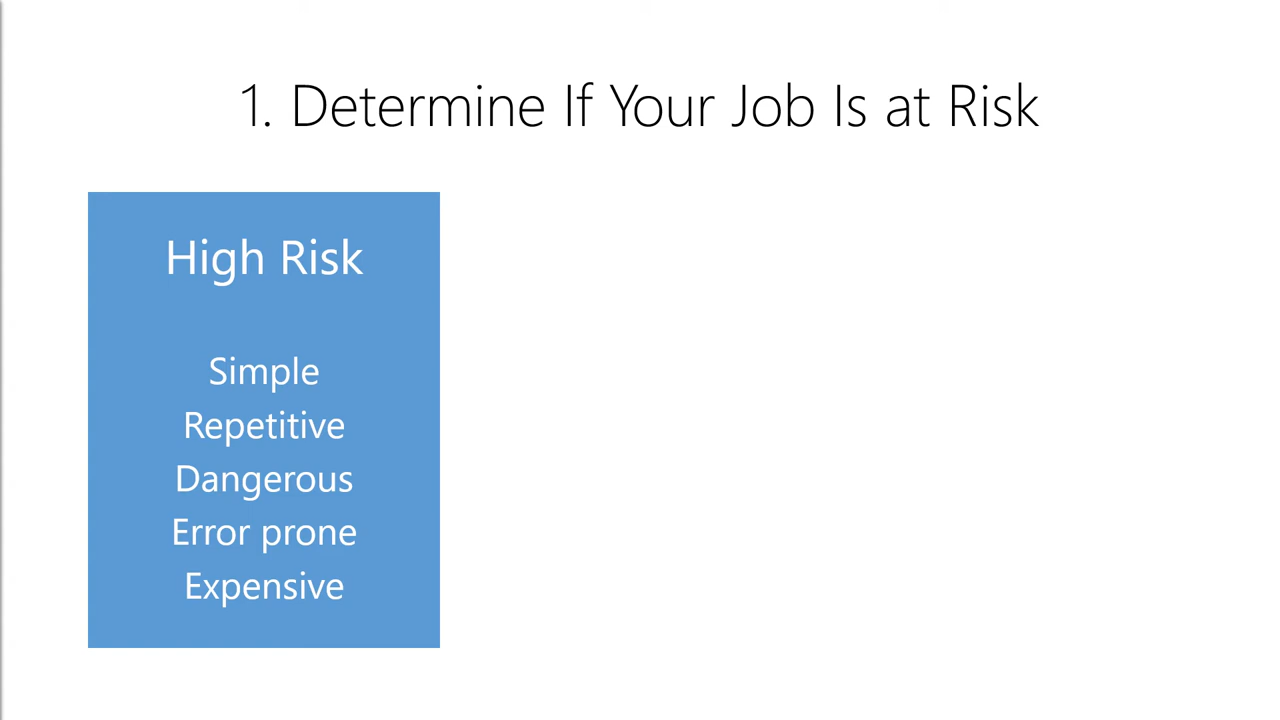 1. Determine If Your Job Is at Risk
High Risk
Simple
Repetitive
Dangerous
Error prone
Expensive